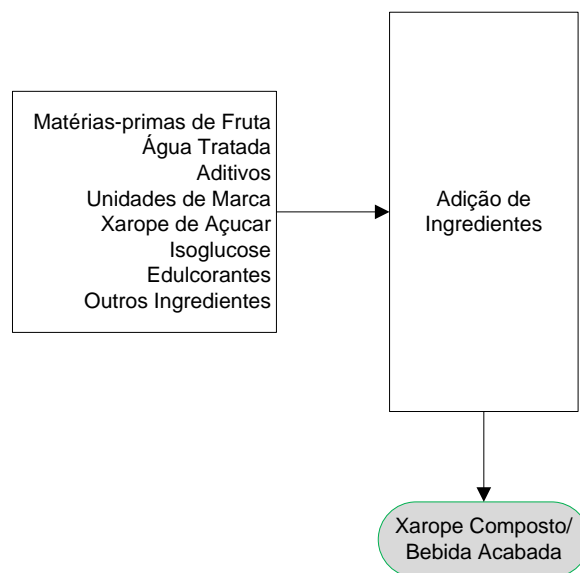 Matérias-primas de Fruta
Água Tratada
Aditivos
Unidades de Marca
Xarope de Açucar
Isoglucose
Edulcorantes
Outros Ingredientes
Adição de
Ingredientes
Xarope Composto/
Bebida Acabada